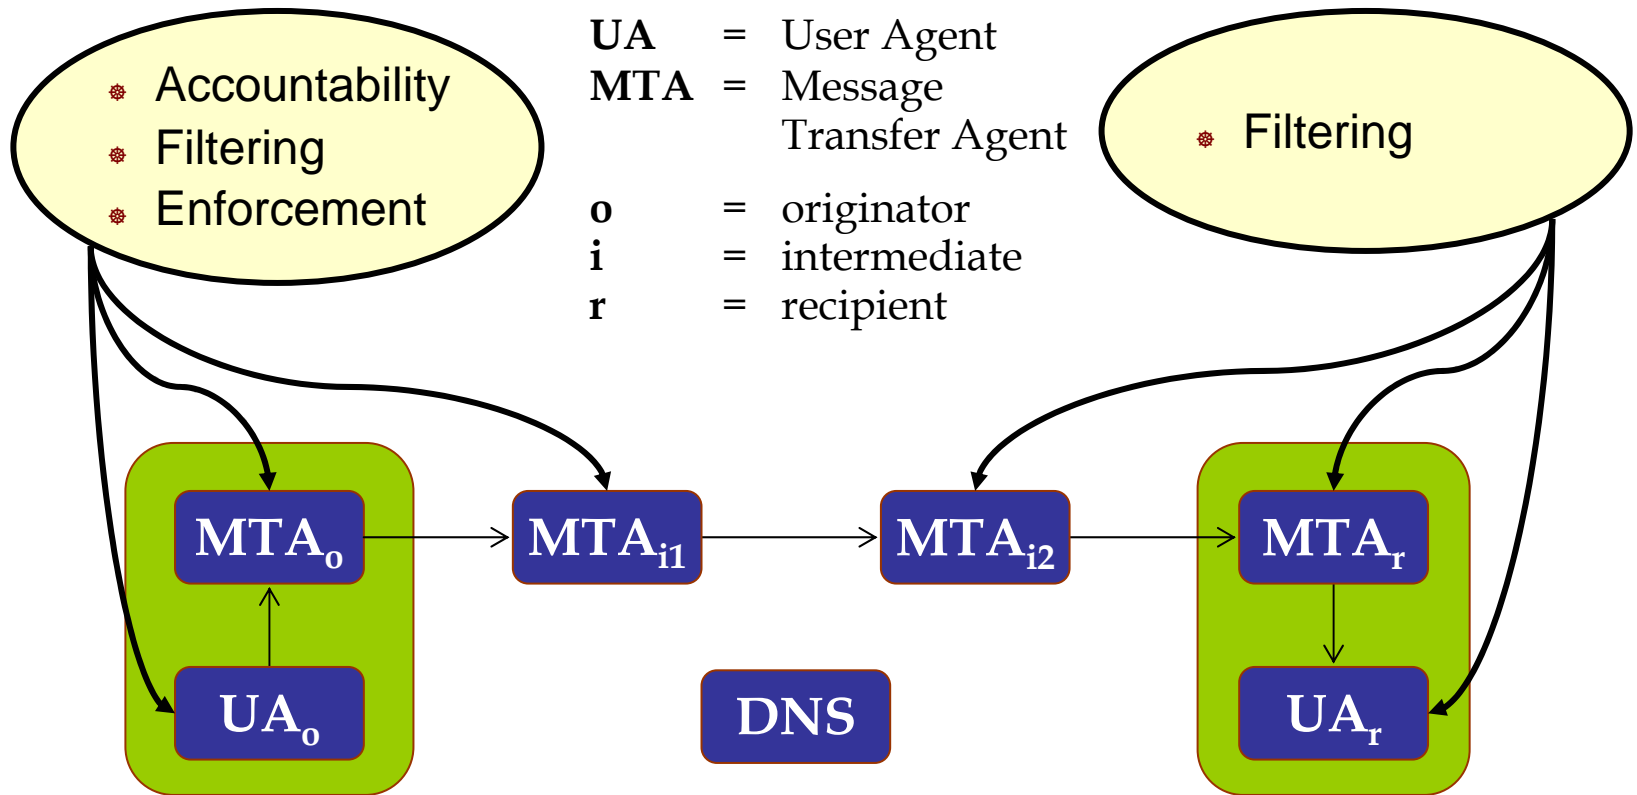 Accountability
Filtering
Enforcement
UA = User Agent
MTA = Message
Transfer Agent
o = originator
i = intermediate
r = recipient
Filtering
MTAo
MTAi1
MTAi2
MTAr
UAo
DNS
UAr